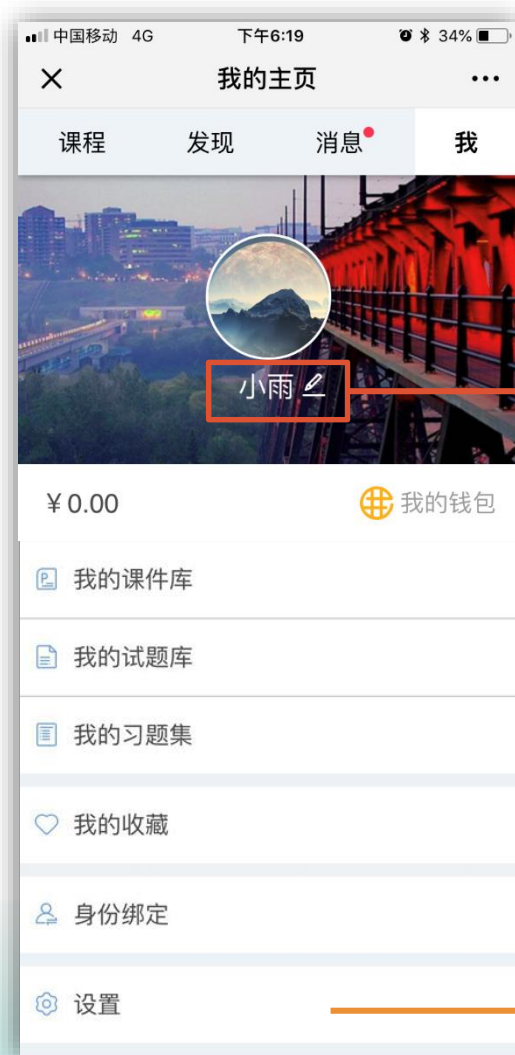 中国移动 4G 下午6:19 34%
我的主页
课程 发现 消息 我
小雨
¥0.00 我的钱包
我的课件库
我的试题库
我的习题集
我的收藏
身份绑定
设置